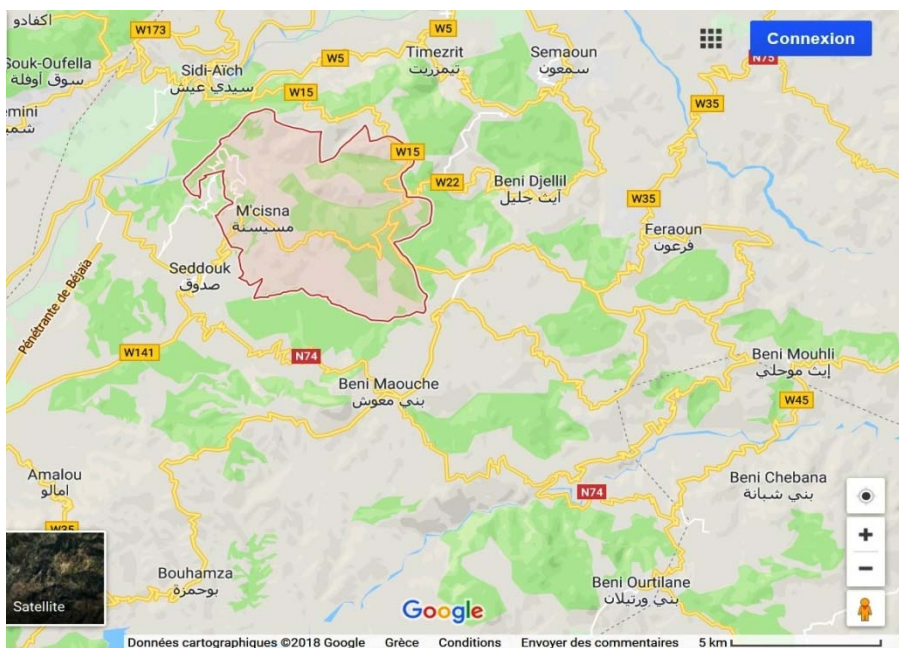 اكفادو
W173
W5
W5
Connexion
Souk-Oufella
سوق أوفلة
Timezrit
تيمزريت
Semaoun
سمعون
N75
Sidi-Aïch
سيدي عيش
W15
W35
W15
W22
Beni Djellil
آيث جليل
W35
M'cisna
مسيسنة
Feraoun
فرعون
Seddouk
صدوق
Pénétrante de Béjaïa
W141
N74
Beni Maouche
بني معوش
Beni Mouhli
إيث موحلي
W45
Amalou
امالو
Beni Chebana
بني شبانة
N74
W35
Bouhamza
بوحمزة
Beni Ourtilane
بني ورتيلان
Satellite
Google
Données cartographiques ©2018 Google Grèce Conditions Envoyer des commentaires 5 km